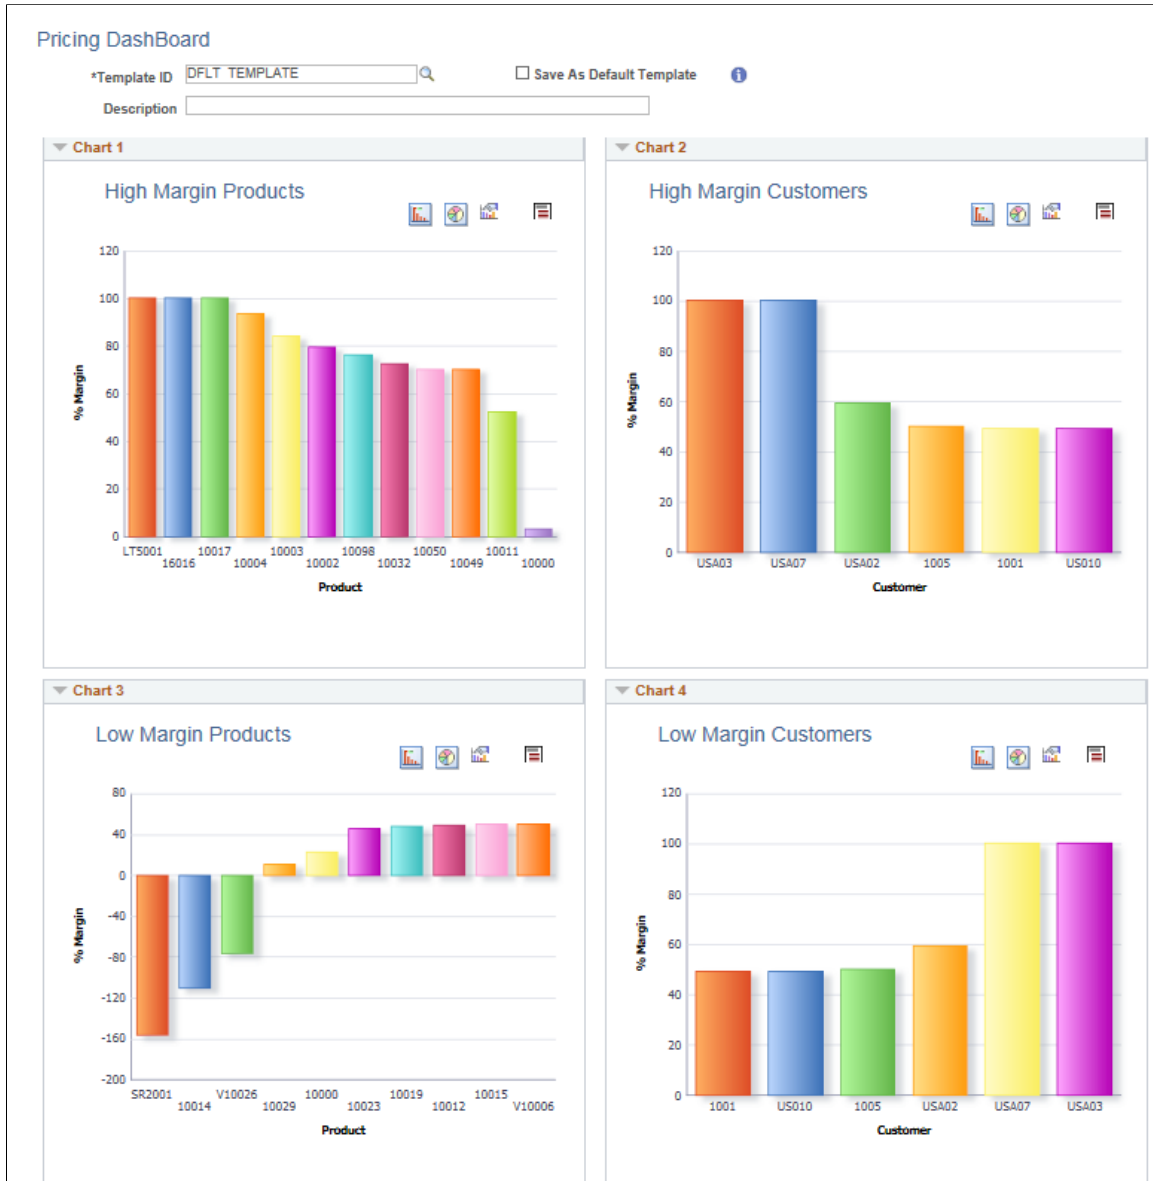 Pricing DashBoard
*Template ID DFLT_TEMPLATE Save As Default Template
Description
Chart 1
High Margin Products
120
100
80
60
40
20
0
% Margin
LT5001 16016 10017 10004 10003 10002 10098 10032 10050 10049 10011 10000
Product
Chart 2
High Margin Customers
120
100
80
60
40
20
0
% Margin
USA03 USA07 USA02 1005 1001 US010
Customer
Chart 3
Low Margin Products
80
40
0
-40
-80
-120
-160
-200
% Margin
SR2001 10014 V10026 10029 10000 10023 10019 10012 10015 V10006
Product
Chart 4
Low Margin Customers
120
100
80
60
40
20
0
% Margin
1001 US010 1005 USA02 USA07 USA03
Customer